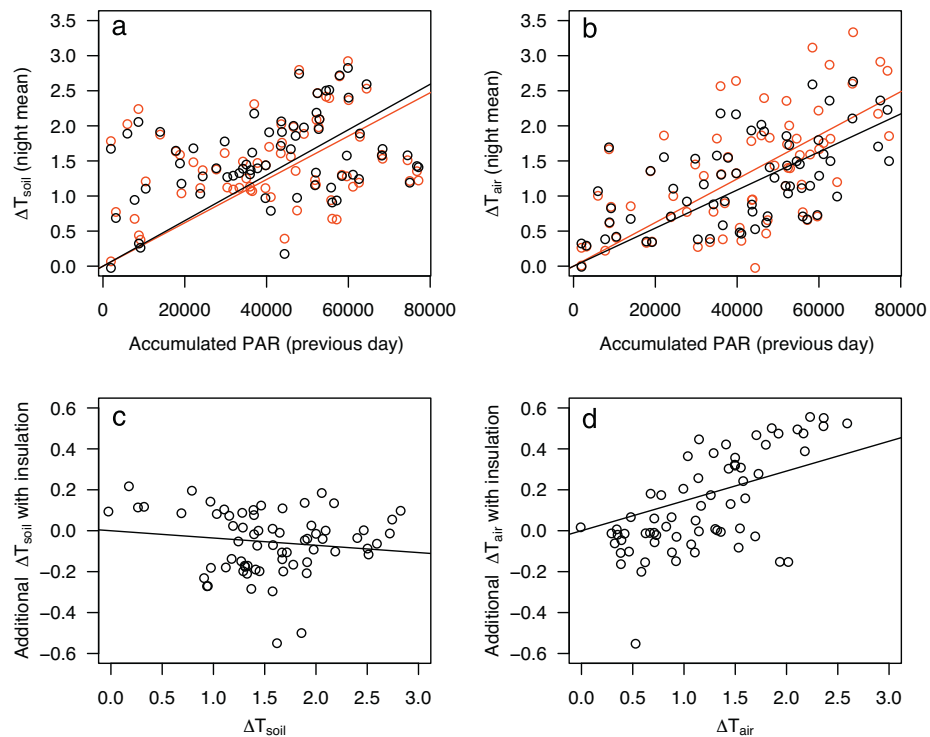 a
3.5
3.0
2.5
2.0
1.5
1.0
0.5
0.0
ΔTsoil (night mean)
0 20000 40000 60000 80000
Accumulated PAR (previous day)
b
3.5
3.0
2.5
2.0
1.5
1.0
0.5
0.0
ΔTair (night mean)
0 20000 40000 60000 80000
Accumulated PAR (previous day)
c
0.6
0.4
0.2
0.0
−0.2
−0.4
−0.6
Additional ΔTsoil with insulation
0.0 0.5 1.0 1.5 2.0 2.5 3.0
ΔTsoil
d
0.6
0.4
0.2
0.0
−0.2
−0.4
−0.6
Additional ΔTair with insulation
0.0 0.5 1.0 1.5 2.0 2.5 3.0
ΔTair